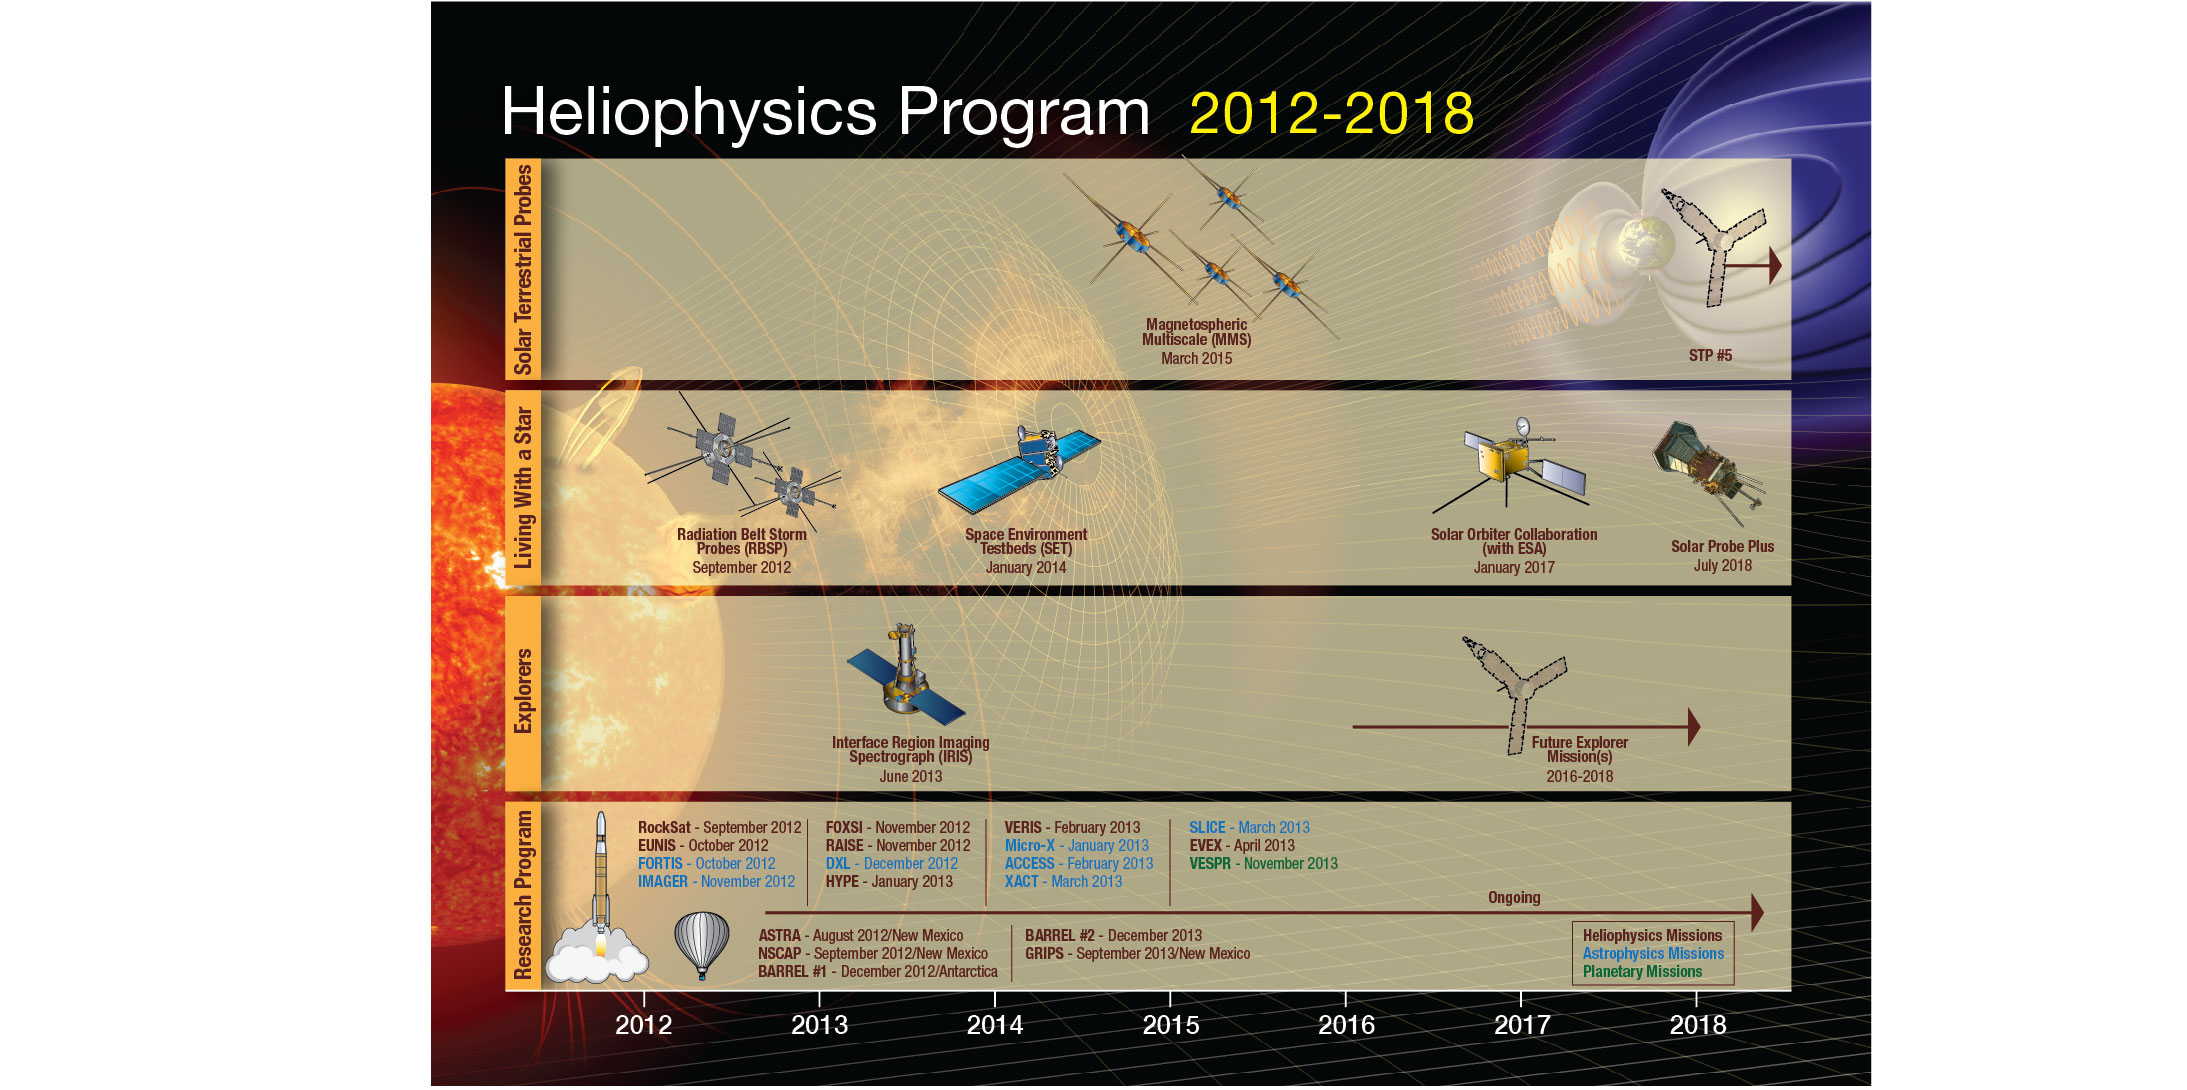 Heliophysics Program 2012-2018
Solar Terrestrial Probes
Magnetospheric
Multiscale (MMS)
March 2015
STP #5
Living With a Star
Radiation Belt Storm
Probes (RBSP)
September 2012
Space Environment
Testbeds (SET)
January 2014
Solar Orbiter Collaboration
(with ESA)
January 2017
Solar Probe Plus
July 2018
Explorers
Interface Region Imaging
Spectrograph (IRIS)
June 2013
Future Explorer
Mission(s)
2016-2018
Research Program
RockSat - September 2012
EUNIS - October 2012
FORTIS - October 2012
IMAGER - November 2012
FOXSI - November 2012
RAISE - November 2012
DXL - December 2012
HYPE - January 2013
VERIS - February 2013
Micro-X - January 2013
ACCESS - February 2013
XACT - March 2013
SLICE - March 2013
EVEX - April 2013
VESPR - November 2013
Ongoing
ASTRA - August 2012/New Mexico
NSCAP - September 2012/New Mexico
BARREL #1 - December 2012/Antarctica
BARREL #2 - December 2013
GRIPS - September 2013/New Mexico
Heliophysics Missions
Astrophysics Missions
Planetary Missions
2012 2013 2014 2015 2016 2017 2018